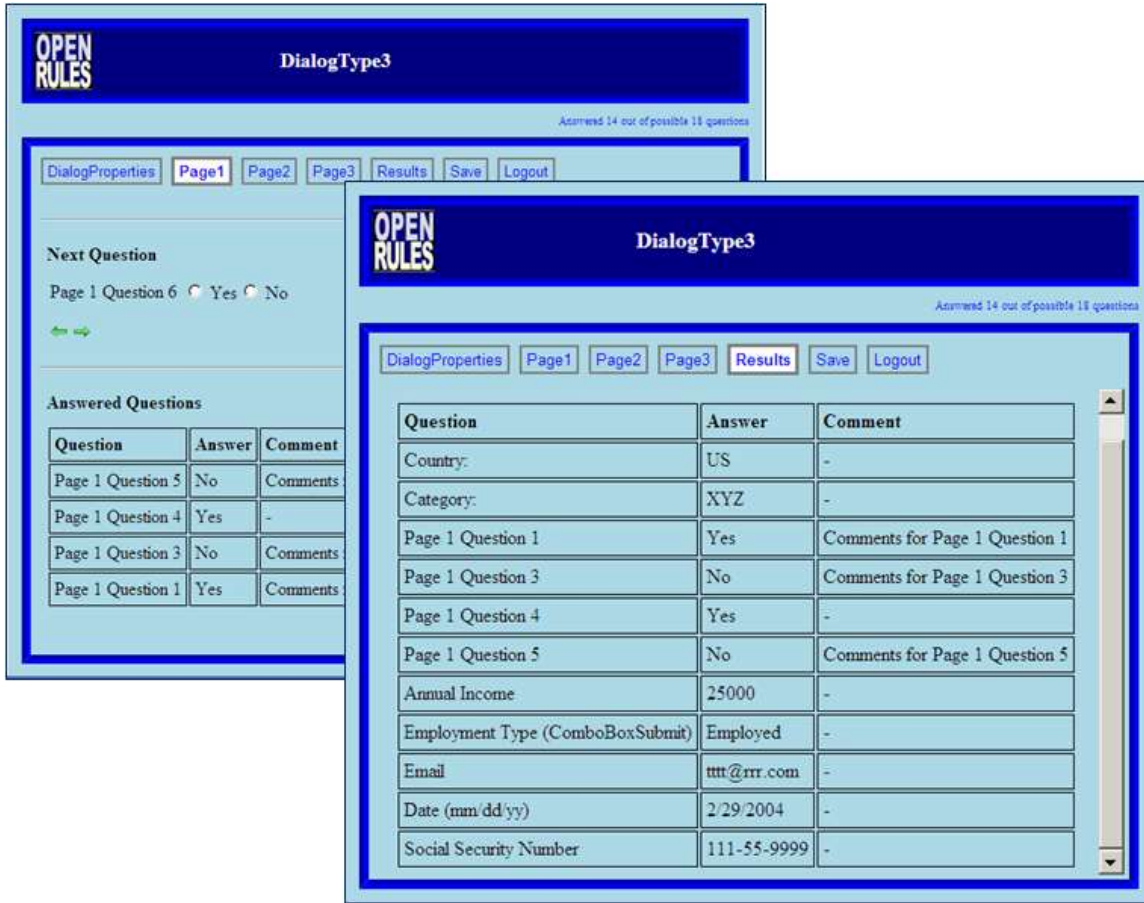 OPEN
RULES
DialogType3
Answered 14 out of possible 18 questions
DialogProperties Page1 Page2 Page3 Results Save Logout
Next Question
Page 1 Question 6 Yes No
Answered Questions
Question Answer Comment
Page 1 Question 5 No Comments
Page 1 Question 4 Yes -
Page 1 Question 3 No Comments
Page 1 Question 1 Yes Comments
OPEN
RULES
DialogType3
Answered 14 out of possible 18 questions
DialogProperties Page1 Page2 Page3 Results Save Logout
Question Answer Comment
Country: US -
Category: XYZ -
Page 1 Question 1 Yes Comments for Page 1 Question 1
Page 1 Question 3 No Comments for Page 1 Question 3
Page 1 Question 4 Yes -
Page 1 Question 5 No Comments for Page 1 Question 5
Annual Income 25000 -
Employment Type (ComboBoxSubmit) Employed -
Email tttt@rrr.com -
Date (mm/dd/yy) 2/29/2004 -
Social Security Number 111-55-9999 -